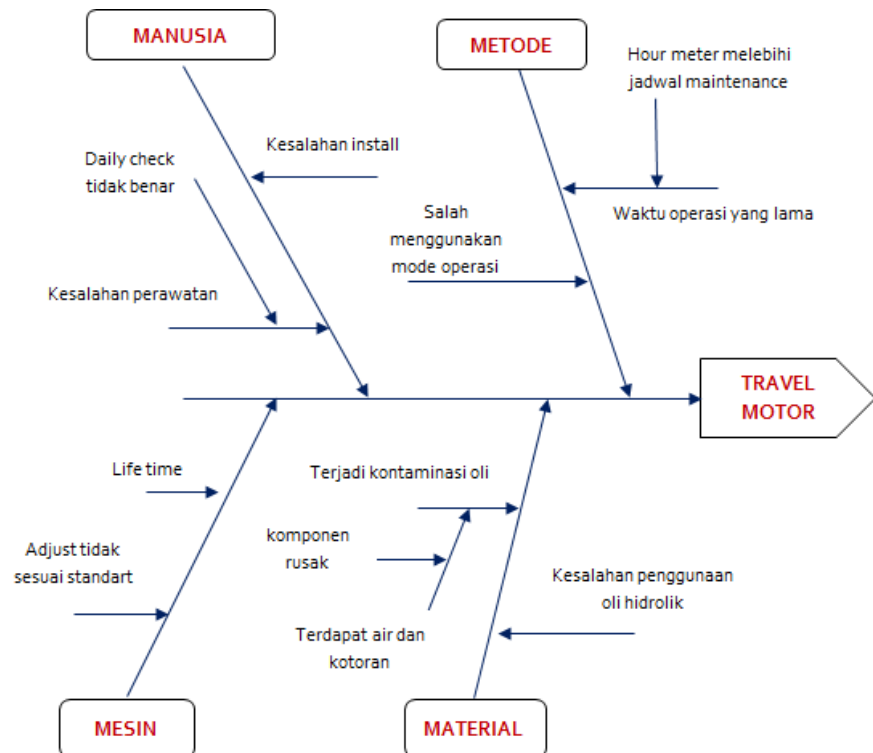 MANUSIA
METODE
Hour meter melebihi
jadwal maintenance
Kesalahan install
Daily check
tidak benar
Salah
menggunakan
mode operasi
Waktu operasi yang lama
Kesalahan perawatan
TRAVEL
MOTOR
Life time
Terjadi kontaminasi oli
komponen
rusak
Adjust tidak
sesuai standart
Kesalahan penggunaan
oli hidrolik
Terdapat air dan
kotoran
MESIN
MATERIAL